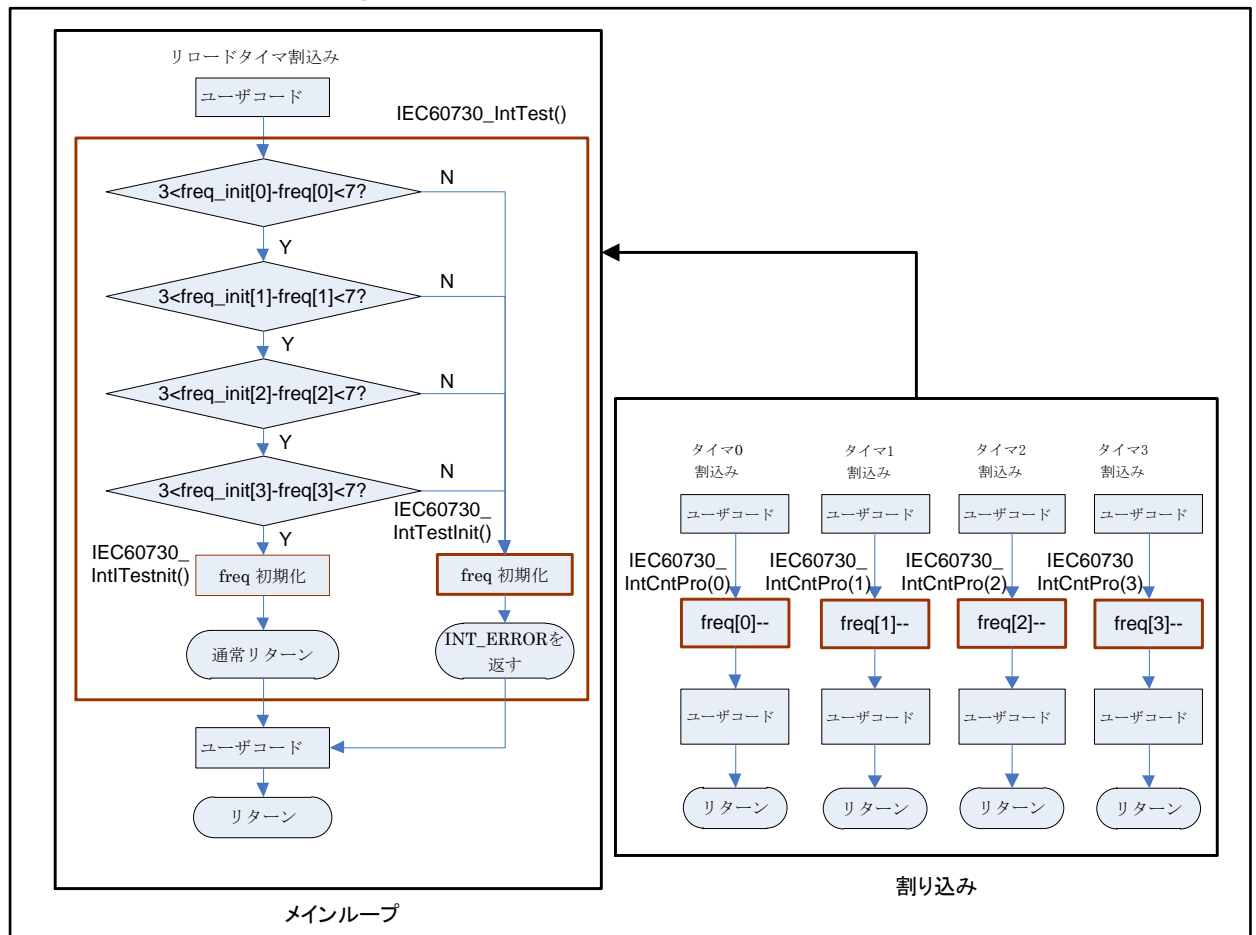 リロードタイマ割込み
ユーザコード
IEC60730_IntTest()
3<freq_init[0]-freq[0]<7?
N
Y
3<freq_init[1]-freq[1]<7?
N
Y
3<freq_init[2]-freq[2]<7?
N
Y
3<freq_init[3]-freq[3]<7?
N
Y
IEC60730_
IntTestInit()
IEC60730_
IntITestnit()
freq 初期化
freq 初期化
通常リターン
INT_ERRORを
返す
ユーザコード
リターン
メインループ
タイマ0
割込み
タイマ1
割込み
タイマ2
割込み
タイマ3
割込み
ユーザコード
ユーザコード
ユーザコード
ユーザコード
IEC60730_
IntCntPro(0)
IEC60730_
IntCntPro(1)
IEC60730_
IntCntPro(2)
IEC60730
IntCntPro(3)
freq[0]--
freq[1]--
freq[2]--
freq[3]--
ユーザコード
ユーザコード
ユーザコード
ユーザコード
リターン
リターン
リターン
リターン
割り込み